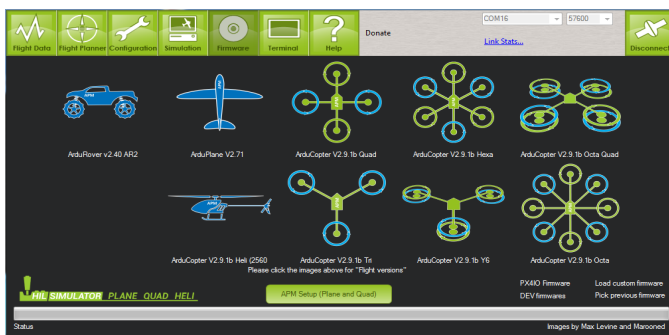 COM16
57600
Donate
Link Stats...
Flight Data
Flight Planner
Configuration
Simulation
Firmware
Terminal
Help
Disconnect
APM
ArduRover v2.40 AR2
ArduPlane V2.71
ArduCopter V2.9.1b Quad
ArduCopter V2.9.1b Hexa
ArduCopter V2.9.1b Octa Quad
APM
ArduCopter V2.9.1b Heli (2560
ArduCopter V2.9.1b Tri
ArduCopter V2.9.1b Y6
ArduCopter V2.9.1b Octa
Please click the images above for "Flight versions"
HIL SIMULATOR PLANE QUAD HELI
APM Setup (Plane and Quad)
PX4IO Firmware
Load custom firmware
DEV firmwares
Pick previous firmware
Status
Images by Max Levine and Marooned